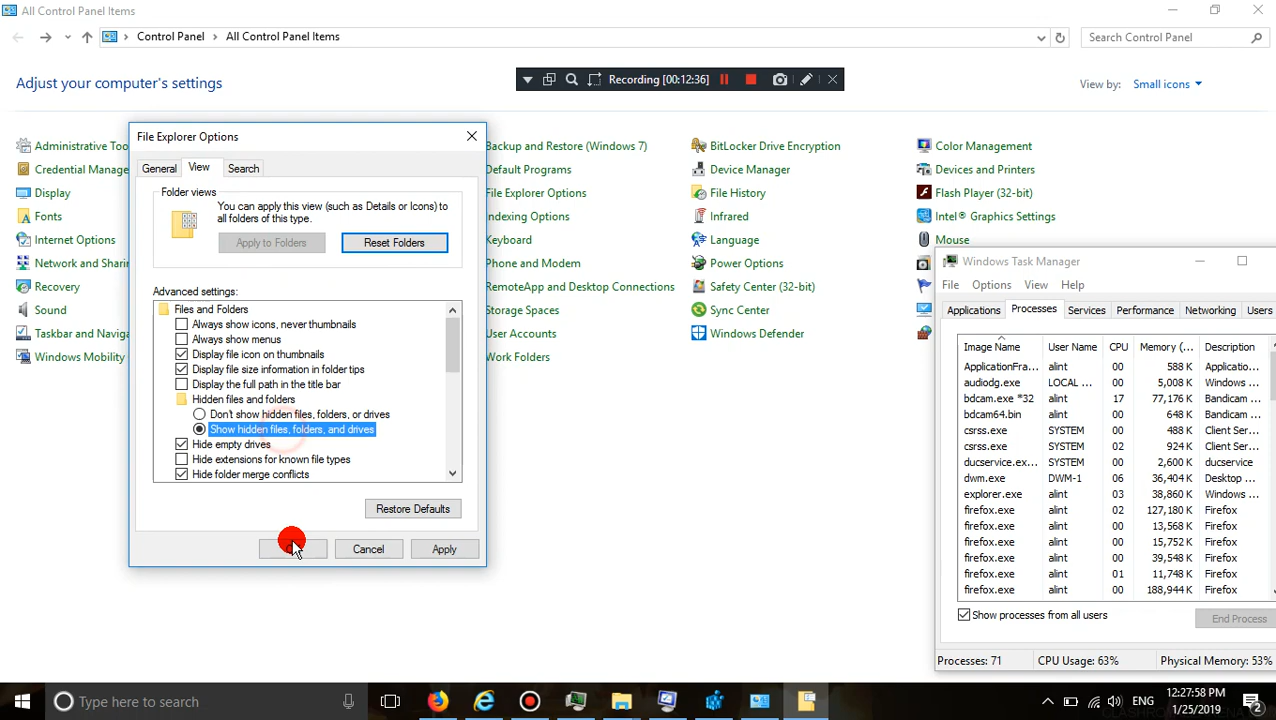 All Control Panel Items
Control Panel > All Control Panel Items
Search Control Panel
Adjust your computer's settings
Recording [00:12:36]
View by: Small icons
Administrative Too
Credential Manage
Display
Fonts
Internet Options
Network and Sharin
Recovery
Sound
Taskbar and Naviga
Windows Mobility
Backup and Restore (Windows 7)
Default Programs
File Explorer Options
Indexing Options
Keyboard
Phone and Modem
RemoteApp and Desktop Connections
Storage Spaces
User Accounts
Work Folders
BitLocker Drive Encryption
Device Manager
File History
Infrared
Language
Power Options
Safety Center (32-bit)
Sync Center
Windows Defender
Color Management
Devices and Printers
Flash Player (32-bit)
Intel® Graphics Settings
Mouse
File Explorer Options
General View Search
Folder views
You can apply this view (such as Details or Icons) to
all folders of this type.
Apply to Folders Reset Folders
Advanced settings:
Files and Folders
Always show icons, never thumbnails
Always show menus
Display file icon on thumbnails
Display file size information in folder tips
Display the full path in the title bar
Hidden files and folders
Don't show hidden files, folders, or drives
Show hidden files, folders, and drives
Hide empty drives
Hide extensions for known file types
Hide folder merge conflicts
Restore Defaults
Cancel Apply
Windows Task Manager
File Options View Help
Applications Processes Services Performance Networking Users
Image Name User Name CPU Memory (... Description
ApplicationFra... alint 00 588 K Applicatio...
audiodg.exe LOCAL ... 00 5,008 K Windows ...
bdcam.exe *32 alint 17 77,176 K Bandicam ...
bdcam64.bin alint 00 648 K Bandicam ...
csrss.exe SYSTEM 00 488 K Client Ser...
csrss.exe SYSTEM 02 924 K Client Ser...
ducservice.ex... SYSTEM 00 2,600 K ducservice
dwm.exe DWM-1 06 36,404 K Desktop ...
explorer.exe alint 03 38,860 K Windows ...
firefox.exe alint 02 127,180 K Firefox
firefox.exe alint 00 13,568 K Firefox
firefox.exe alint 00 15,752 K Firefox
firefox.exe alint 00 39,548 K Firefox
firefox.exe alint 01 11,748 K Firefox
firefox.exe alint 00 188,944 K Firefox
Show processes from all users
End Process
Processes: 71 CPU Usage: 63% Physical Memory: 53%
Type here to search
ENG
12:27:58 PM
1/25/2019
2